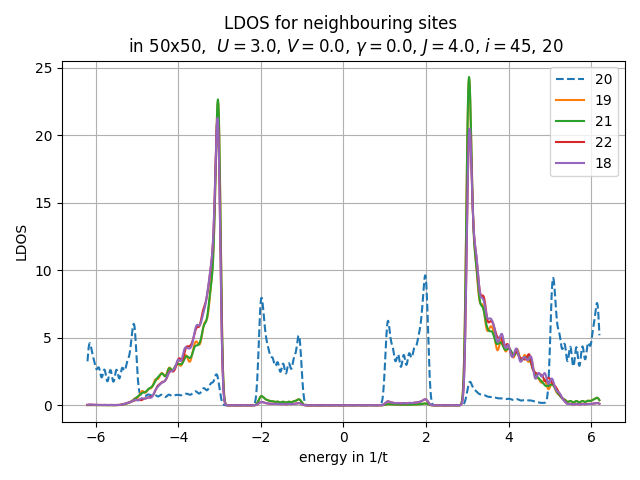 LDOS for neighbouring sites
in 50x50, U = 3.0, V = 0.0, γ = 0.0, J = 4.0, i = 45, 20
25
20
15
10
5
0
LDOS
20
19
21
22
18
−6 −4 −2 0 2 4 6
energy in 1/t